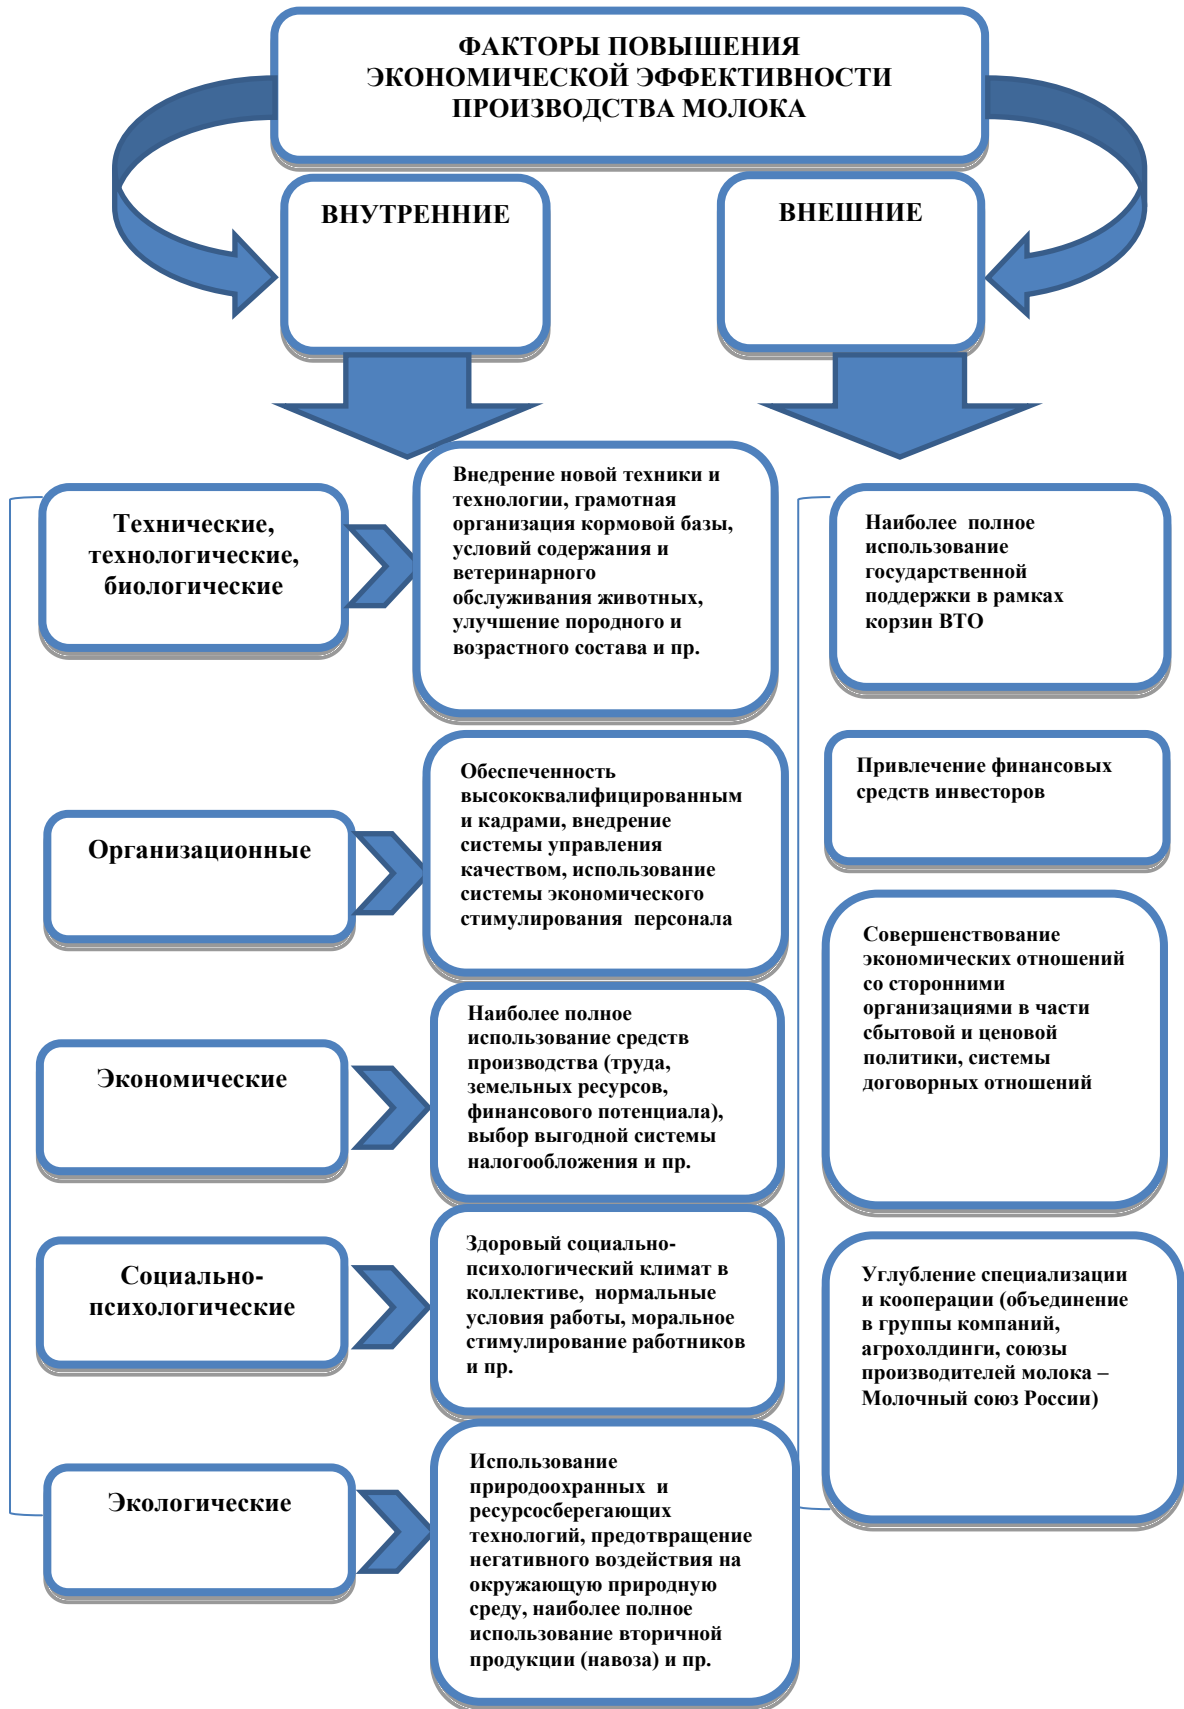 ФАКТОРЫ ПОВЫШЕНИЯ
ЭКОНОМИЧЕСКОЙ ЭФФЕКТИВНОСТИ
ПРОИЗВОДСТВА МОЛОКА
ВНУТРЕННИЕ
ВНЕШНИЕ
Технические,
технологические,
биологические
Внедрение новой техники и
технологии, грамотная
организация кормовой базы,
условий содержания и
ветеринарного
обслуживания животных,
улучшение породного и
возрастного состава и пр.
Организационные
Обеспеченность
высококвалифицированным
и кадрами, внедрение
системы управления
качеством, использование
системы экономического
стимулирования персонала
Экономические
Наиболее полное
использование средств
производства (труда,
земельных ресурсов,
финансового потенциала),
выбор выгодной системы
налогообложения и пр.
Социально-
психологические
Здоровый социально-
психологический климат в
коллективе, нормальные
условия работы, моральное
стимулирование работников
и пр.
Экологические
Использование
природоохранных и
ресурсосберегающих
технологий, предотвращение
негативного воздействия на
окружающую природную
среду, наиболее полное
использование вторичной
продукции (навоза) и пр.
Наиболее полное
использование
государственной
поддержки в рамках
корзин ВТО
Привлечение финансовых
средств инвесторов
Совершенствование
экономических отношений
со сторонними
организациями в части
сбытовой и ценовой
политики, системы
договорных отношений
Углубление специализации
и кооперации (объединение
в группы компаний,
агрохолдинги, союзы
производителей молока –
Молочный союз России)